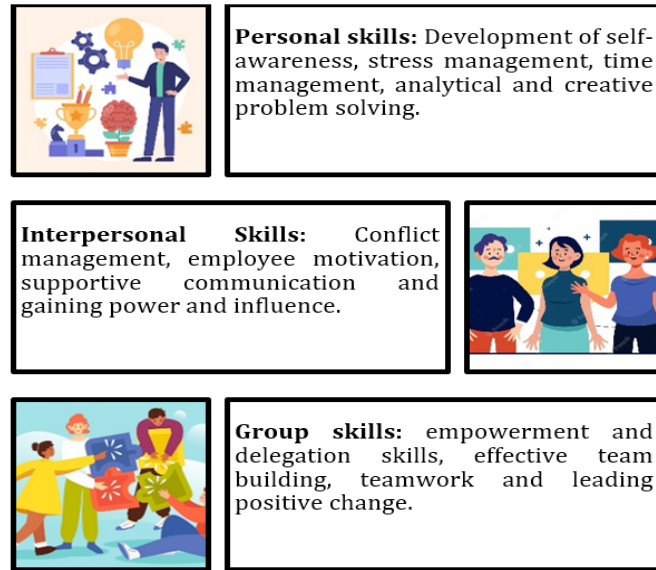 Personal skills: Development of self-
awareness, stress management, time
management, analytical and creative
problem solving.
Interpersonal Skills: Conflict
management, employee motivation,
supportive communication and
gaining power and influence.
Group skills: empowerment and
delegation skills, effective team
building, teamwork and leading
positive change.